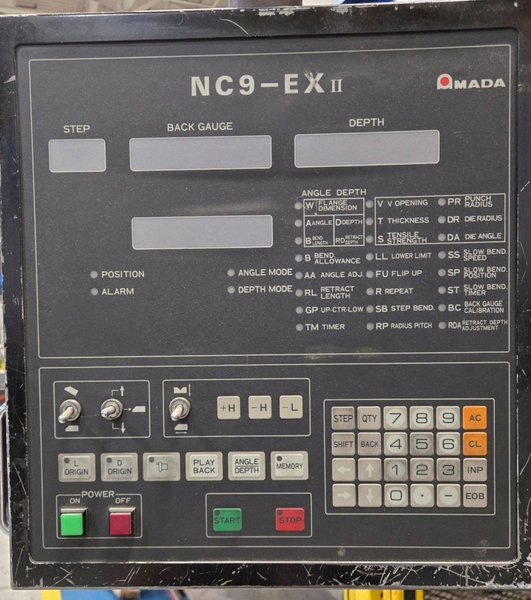 NC9-EX II
AMADA
STEP
BACK GAUGE
DEPTH
ANGLE DEPTH
W FLANGE DIMENSION
V V OPENING
PR PUNCH RADIUS
A ANGLE
D DEPTH
T THICKNESS
DR DIE RADIUS
B BEND LENGTH
RD RETRACT DEPTH
S TENSILE STRENGTH
DA DIE ANGLE
B BEND. ALLOWANCE
LL LOWER LIMIT
SS SLOW BEND. SPEED
POSITION
ANGLE MODE
AA ANGLE ADJ.
FU FLIP UP
SP SLOW BEND. POSITION
ALARM
DEPTH MODE
RL RETRACT LENGTH
R REPEAT
ST SLOW BEND. TIMER
GP UP-CTR-LOW
SB STEP BEND.
BC BACK GAUGE CALIBRATION
TM TIMER
RP RADIUS PITCH
RDA RETRACT DEPTH ADJUSTMENT
+H
-H
-L
STEP QTY 7 8 9 AC
SHIFT BACK 4 5 6 CL
← ↑ 1 2 3 INP
→ ↓ 0 · - EOB
L ORIGIN
D ORIGIN
PLAY BACK
ANGLE DEPTH
MEMORY
POWER
ON
OFF
START
STOP